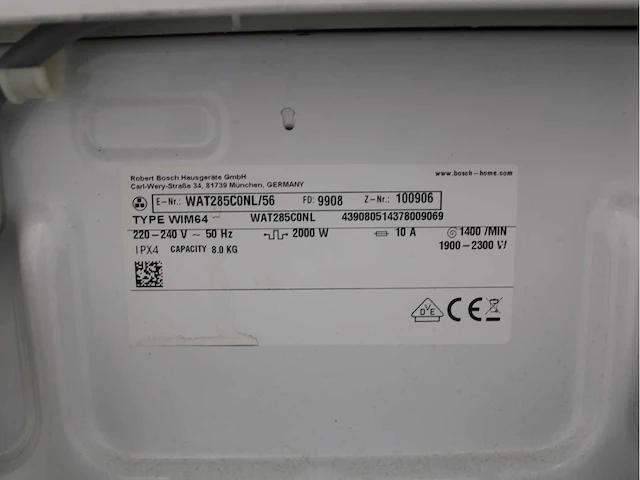 Robert Bosch Hausgeräte GmbH
Carl-Wery-Straße 34, 81739 München, GERMANY
www.bosch-home.com
E-Nr.: WAT285C0NL/56 FD: 9908 Z-Nr.: 100906
TYPE WIM64 WAT285C0NL 439080514378009069
220-240 V ~ 50 Hz 2000 W 10 A 1400 /MIN
IPX4 CAPACITY 8.0 KG 1900-2300 W
DVE CE